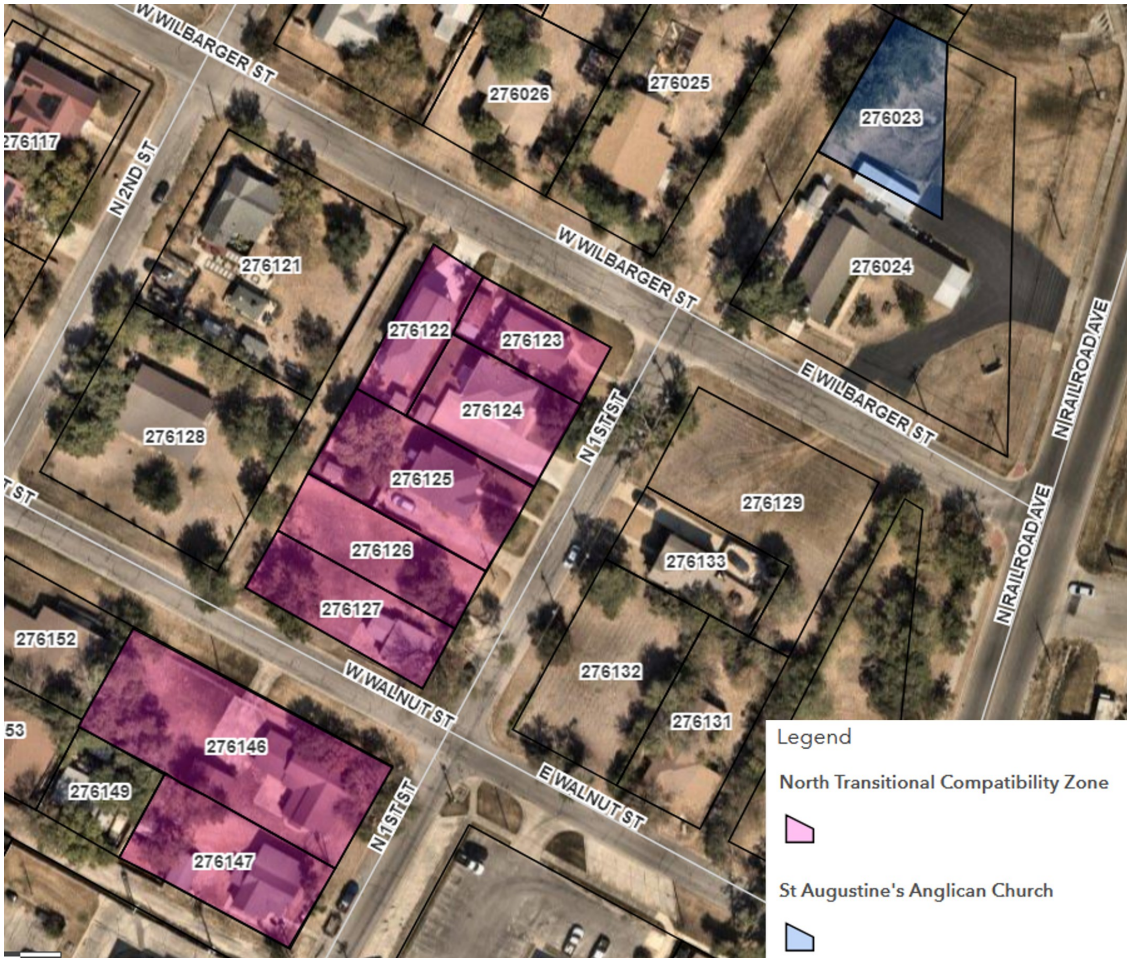 W WILBARGER ST
276026
276025
276023
276117
N 2ND ST
W WILBARGER ST
276121
276024
276122
276123
N RAILROAD AVE
E WILBARGER ST
276124
N 1ST ST
276128
276125
T ST
276129
N RAILROAD AVE
276126
276133
276127
276152
W WALNUT ST
276132
276131
53
276146
276149
E WALNUT ST
N 1ST ST
276147
Legend
North Transitional Compatibility Zone
St Augustine's Anglican Church